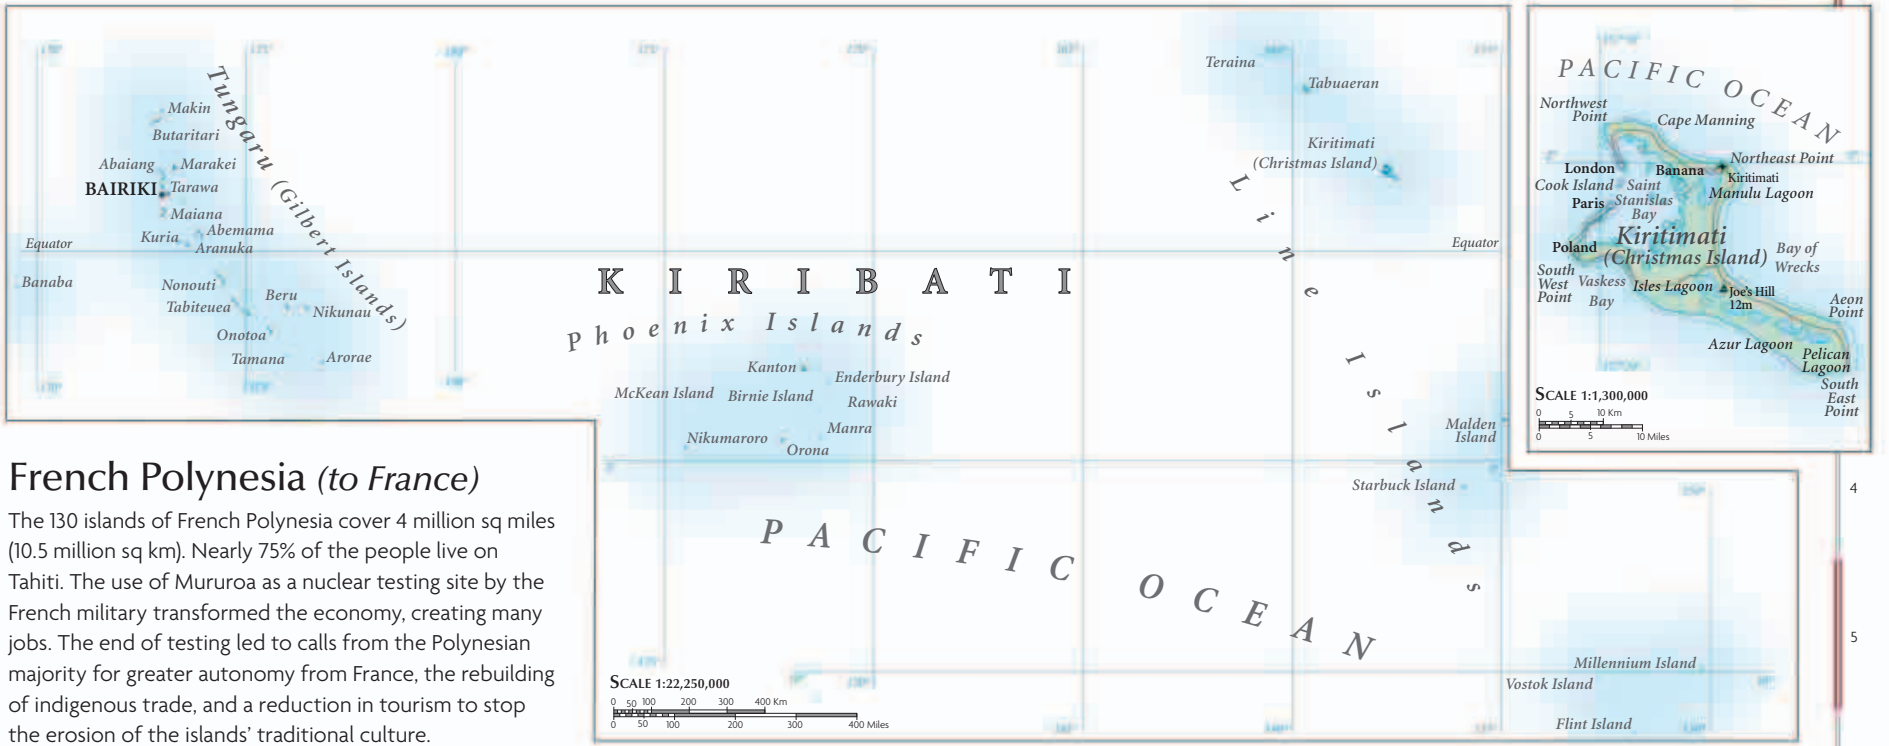 Tungaru (Gilbert Islands)
Makin
Butaritari
Abaiang
Marakei
BAIRIKI
Tarawa
Maiana
Kuria
Abemama
Aranuka
Equator
Banaba
Nonouti
Tabiteuea
Beru
Nikunau
Onotoa
Tamana
Arorae
KIRIBATI
Phoenix Islands
Kanton
Enderbury Island
McKean Island
Birnie Island
Rawaki
Manra
Nikumaroro
Orona
Teraina
Tabuaeran
Kiritimati
(Christmas Island)
Line Islands
Equator
Malden
Island
Starbuck Island
PACIFIC OCEAN
Millennium Island
Vostok Island
Flint Island
SCALE 1:22,250,000
0 50 100 200 300 400 Km
0 50 100 200 300 400 Miles
PACIFIC OCEAN
Northwest
Point
Cape Manning
Northeast Point
London
Banana
Kiritimati
Cook Island
Saint
Stanislas
Bay
Manulu Lagoon
Paris
Kiritimati
(Christmas Island)
Poland
Bay of
Wrecks
South
West
Point
Vaskess
Bay
Isles Lagoon
Joe's Hill
12m
Aeon
Point
Azur Lagoon
Pelican
Lagoon
South
East
Point
SCALE 1:1,300,000
0 5 10 Km
0 5 10 Miles
4
5
French Polynesia (to France)
The 130 islands of French Polynesia cover 4 million sq miles
(10.5 million sq km). Nearly 75% of the people live on
Tahiti. The use of Mururoa as a nuclear testing site by the
French military transformed the economy, creating many
jobs. The end of testing led to calls from the Polynesian
majority for greater autonomy from France, the rebuilding
of indigenous trade, and a reduction in tourism to stop
the erosion of the islands' traditional culture.